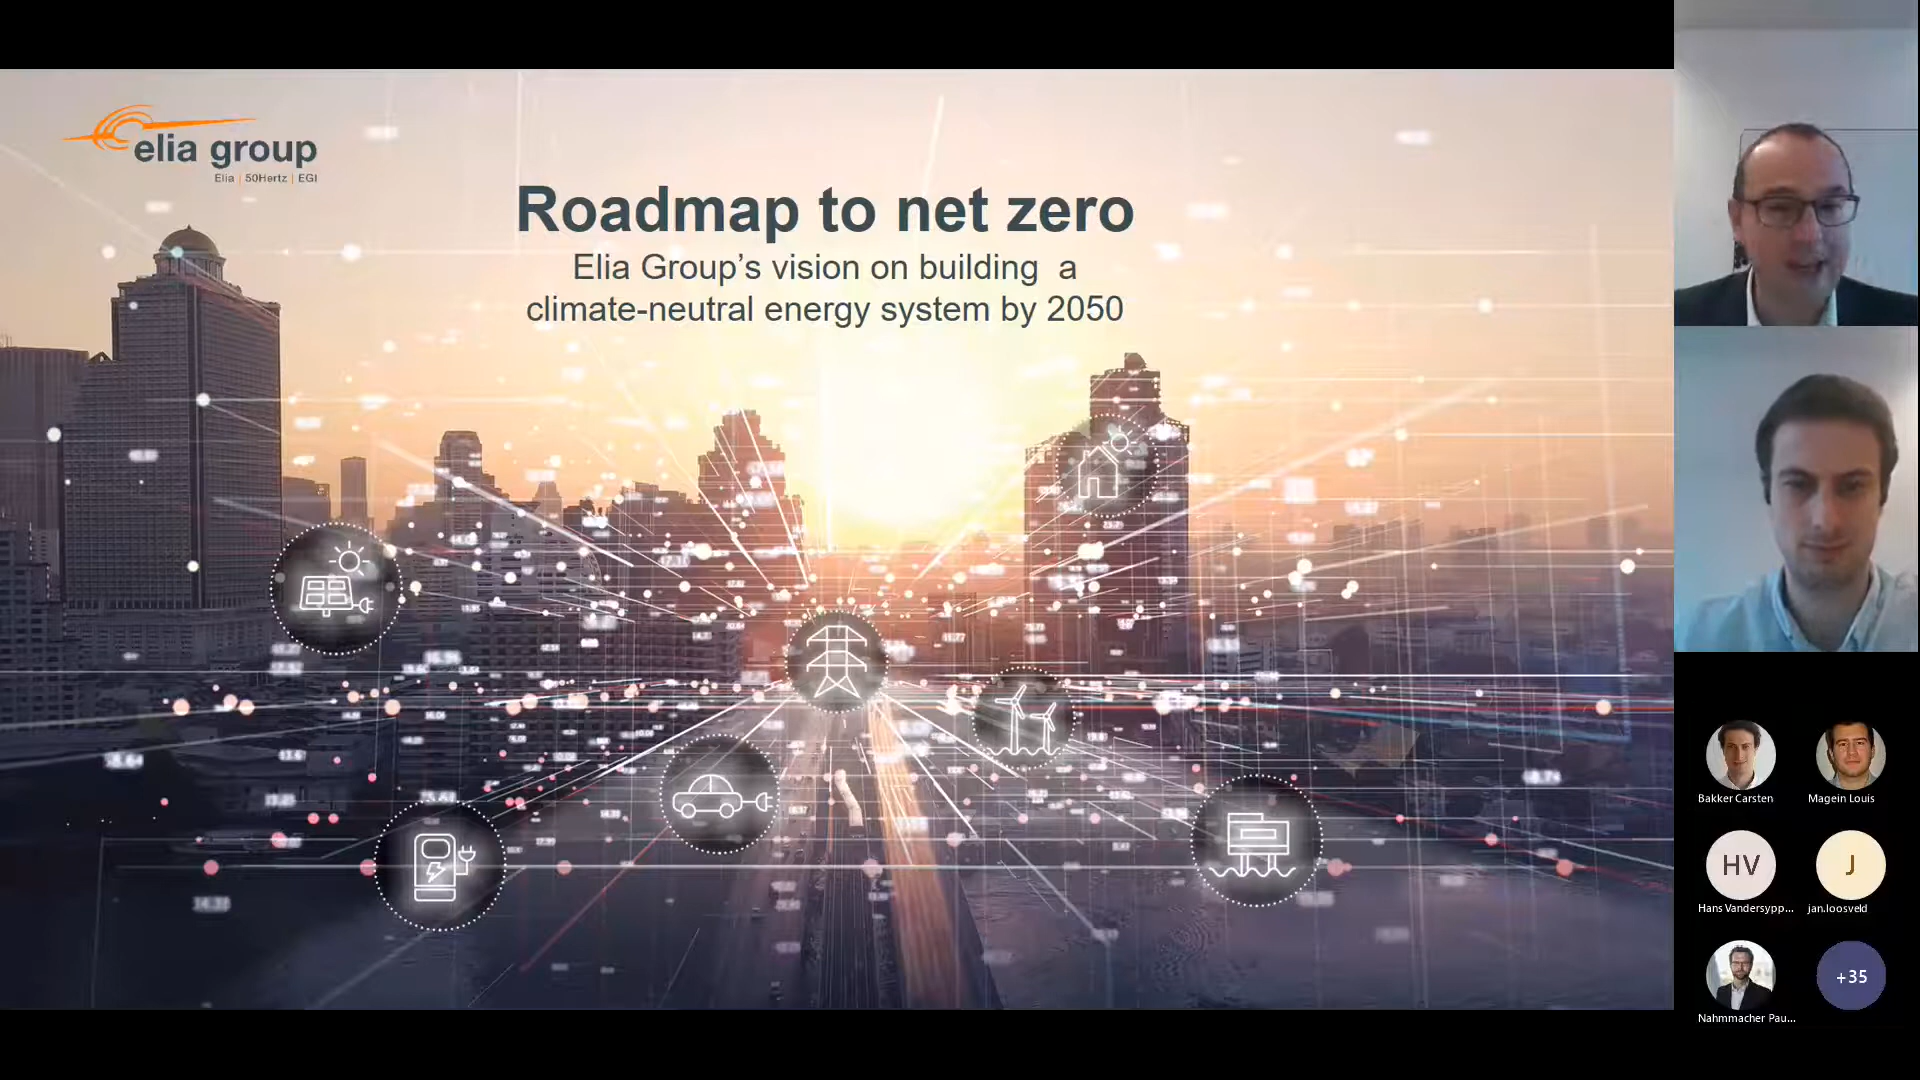 elia group
Elia | 50Hertz | EGI
Roadmap to net zero
Elia Group’s vision on building a
climate-neutral energy system by 2050
Bakker Carsten
Magein Louis
HV
J
Hans Vandersypp...
jan.loosveld
+35
Nahmmacher Pau...